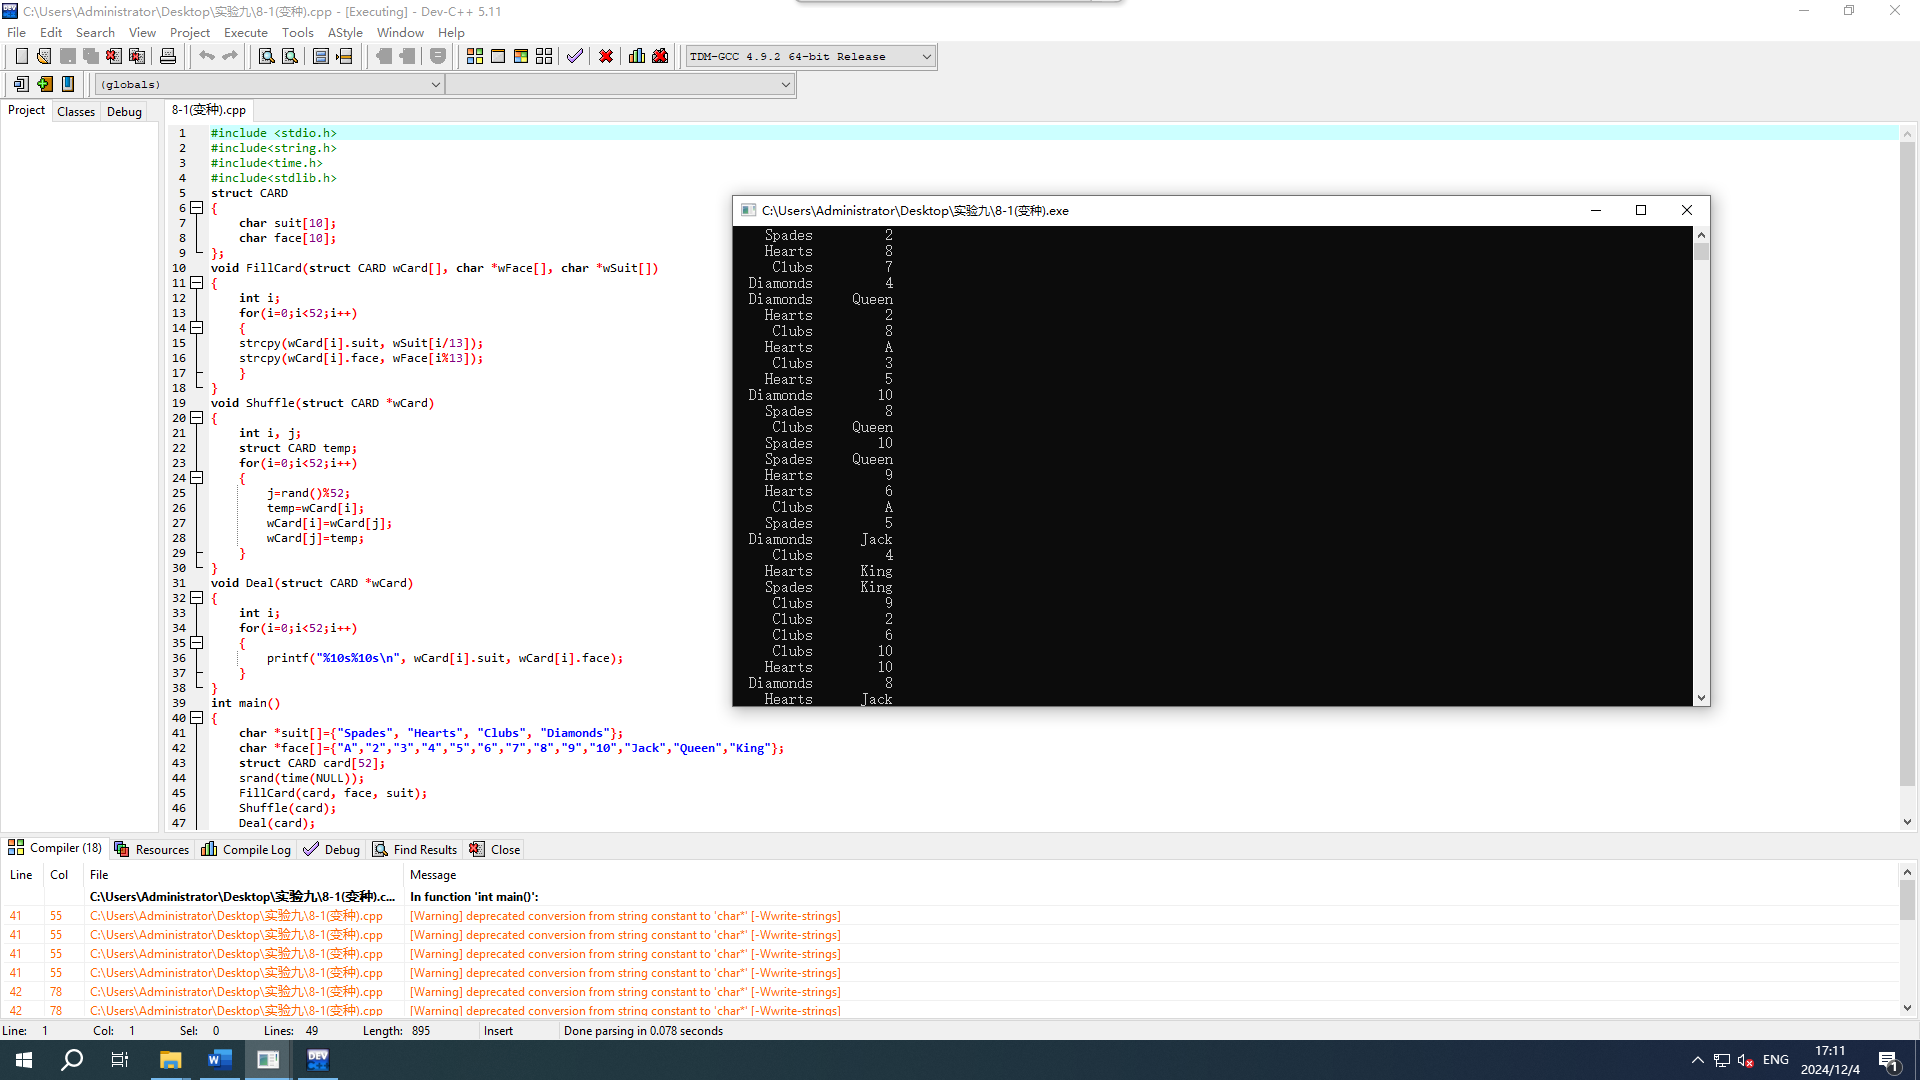 C:\Users\Administrator\Desktop\实验九\8-1(变种).cpp - [Executing] - Dev-C++ 5.11
File Edit Search View Project Execute Tools AStyle Window Help
TDM-GCC 4.9.2 64-bit Release
(globals)
Project Classes Debug
8-1(变种).cpp
1 #include <stdio.h>
2 #include<string.h>
3 #include<time.h>
4 #include<stdlib.h>
5 struct CARD
6 {
7 char suit[10];
8 char face[10];
9 };
10 void FillCard(struct CARD wCard[], char *wFace[], char *wSuit[])
11 {
12 int i;
13 for(i=0;i<52;i++)
14 {
15 strcpy(wCard[i].suit, wSuit[i/13]);
16 strcpy(wCard[i].face, wFace[i%13]);
17 }
18 }
19 void Shuffle(struct CARD *wCard)
20 {
21 int i, j;
22 struct CARD temp;
23 for(i=0;i<52;i++)
24 {
25 j=rand()%52;
26 temp=wCard[i];
27 wCard[i]=wCard[j];
28 wCard[j]=temp;
29 }
30 }
31 void Deal(struct CARD *wCard)
32 {
33 int i;
34 for(i=0;i<52;i++)
35 {
36 printf("%10s%10s\n", wCard[i].suit, wCard[i].face);
37 }
38 }
39 int main()
40 {
41 char *suit[]={"Spades", "Hearts", "Clubs", "Diamonds"};
42 char *face[]={"A","2","3","4","5","6","7","8","9","10","Jack","Queen","King"};
43 struct CARD card[52];
44 srand(time(NULL));
45 FillCard(card, face, suit);
46 Shuffle(card);
47 Deal(card);
C:\Users\Administrator\Desktop\实验九\8-1(变种).exe
Spades 2
Hearts 8
Clubs 7
Diamonds 4
Diamonds Queen
Hearts 2
Clubs 8
Hearts A
Clubs 3
Hearts 5
Diamonds 10
Spades 8
Clubs Queen
Spades 10
Spades Queen
Hearts 9
Hearts 6
Clubs A
Spades 5
Diamonds Jack
Clubs 4
Hearts King
Spades King
Clubs 9
Clubs 2
Clubs 6
Clubs 10
Hearts 10
Diamonds 8
Hearts Jack
Compiler (18) Resources Compile Log Debug Find Results Close
Line Col File Message
C:\Users\Administrator\Desktop\实验九\8-1(变种).c... In function 'int main()':
41 55 C:\Users\Administrator\Desktop\实验九\8-1(变种).cpp [Warning] deprecated conversion from string constant to 'char*' [-Wwrite-strings]
41 55 C:\Users\Administrator\Desktop\实验九\8-1(变种).cpp [Warning] deprecated conversion from string constant to 'char*' [-Wwrite-strings]
41 55 C:\Users\Administrator\Desktop\实验九\8-1(变种).cpp [Warning] deprecated conversion from string constant to 'char*' [-Wwrite-strings]
41 55 C:\Users\Administrator\Desktop\实验九\8-1(变种).cpp [Warning] deprecated conversion from string constant to 'char*' [-Wwrite-strings]
42 78 C:\Users\Administrator\Desktop\实验九\8-1(变种).cpp [Warning] deprecated conversion from string constant to 'char*' [-Wwrite-strings]
42 78 C:\Users\Administrator\Desktop\实验九\8-1(变种).cpp [Warning] deprecated conversion from string constant to 'char*' [-Wwrite-strings]
Line: 1 Col: 1 Sel: 0 Lines: 49 Length: 895 Insert Done parsing in 0.078 seconds
ENG
17:11
2024/12/4
1